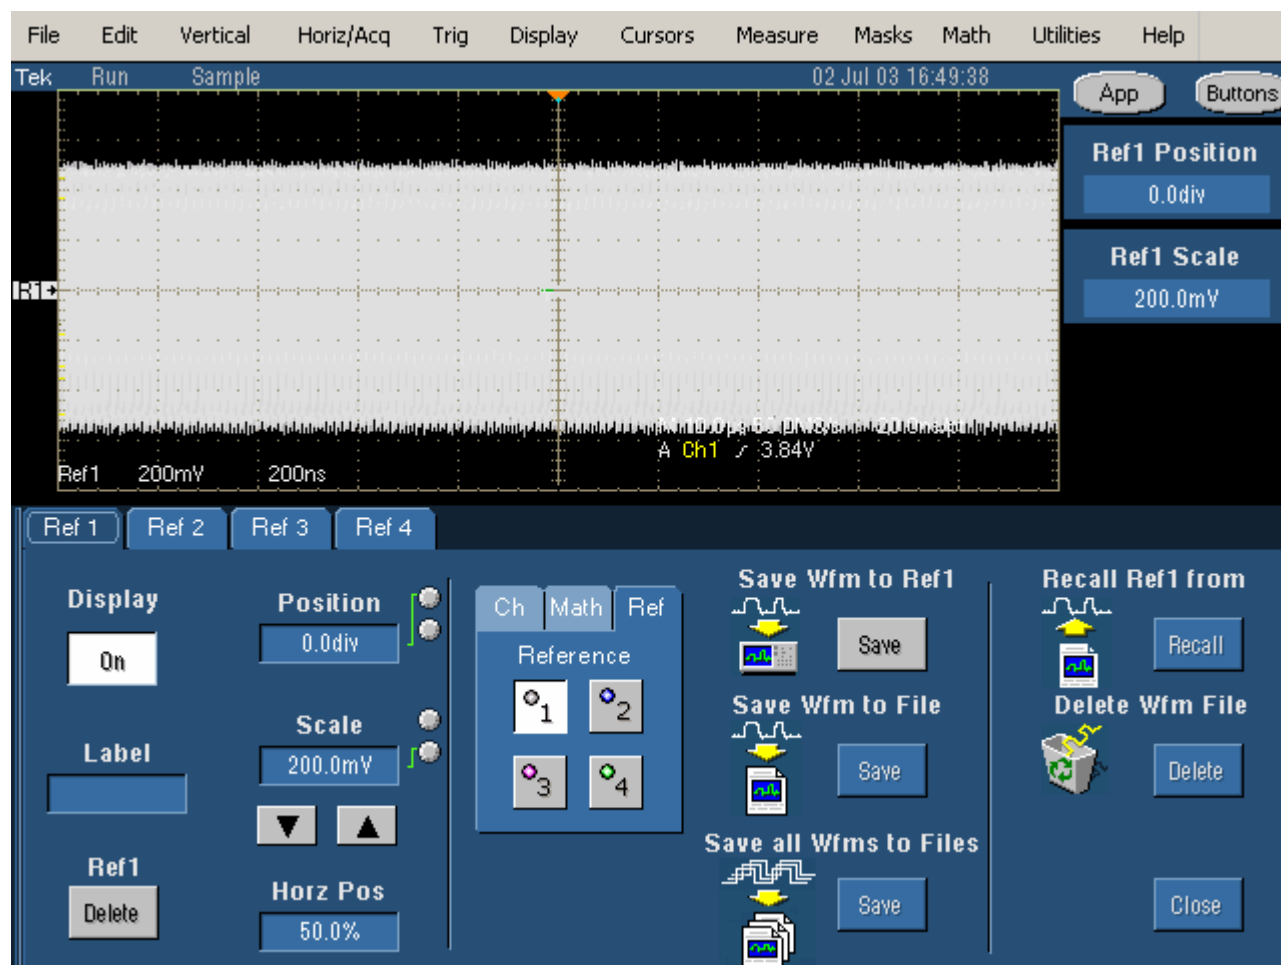 File Edit Vertical Horiz/Acq Trig Display Cursors Measure Masks Math Utilities Help
Tek Run Sample 02 Jul 03 16:49:38
App Buttons
Ref1 Position
0.0div
Ref1 Scale
200.0mV
R1
A Ch1 3.84V
Ref1 200mV 200ns
Ref 1 Ref 2 Ref 3 Ref 4
Display
On
Label
Ref1
Delete
Position
0.0div
Scale
200.0mV
Horz Pos
50.0%
Ch Math Ref
Reference
1 2
3 4
Save Wfm to Ref1
Save
Save Wfm to File
Save
Save all Wfms to Files
Save
Recall Ref1 from
Recall
Delete Wfm File
Delete
Close